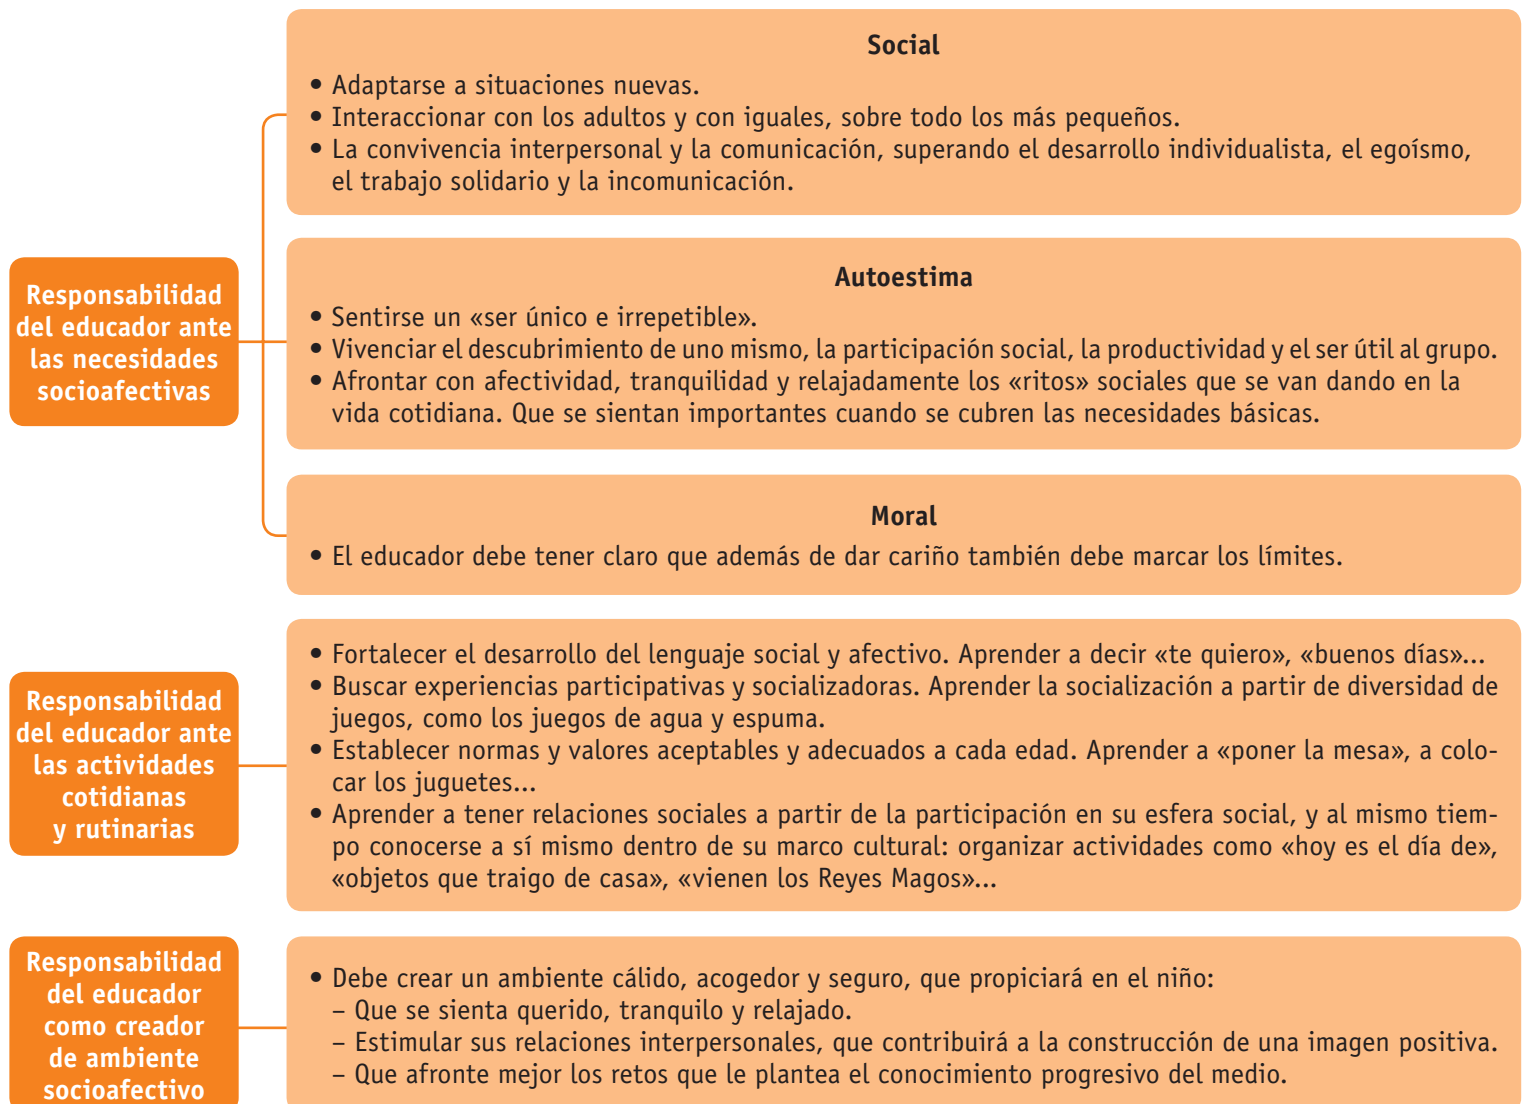 Responsabilidad
del educador ante
las necesidades
socioafectivas
Social
• Adaptarse a situaciones nuevas.
• Interaccionar con los adultos y con iguales, sobre todo los más pequeños.
• La convivencia interpersonal y la comunicación, superando el desarrollo individualista, el egoísmo,
el trabajo solidario y la incomunicación.
Autoestima
• Sentirse un «ser único e irrepetible».
• Vivenciar el descubrimiento de uno mismo, la participación social, la productividad y el ser útil al grupo.
• Afrontar con afectividad, tranquilidad y relajadamente los «ritos» sociales que se van dando en la
vida cotidiana. Que se sientan importantes cuando se cubren las necesidades básicas.
Moral
• El educador debe tener claro que además de dar cariño también debe marcar los límites.
Responsabilidad
del educador ante
las actividades
cotidianas
y rutinarias
• Fortalecer el desarrollo del lenguaje social y afectivo. Aprender a decir «te quiero», «buenos días»...
• Buscar experiencias participativas y socializadoras. Aprender la socialización a partir de diversidad de
juegos, como los juegos de agua y espuma.
• Establecer normas y valores aceptables y adecuados a cada edad. Aprender a «poner la mesa», a colo-
car los juguetes...
• Aprender a tener relaciones sociales a partir de la participación en su esfera social, y al mismo tiem-
po conocerse a sí mismo dentro de su marco cultural: organizar actividades como «hoy es el día de»,
«objetos que traigo de casa», «vienen los Reyes Magos»...
Responsabilidad
del educador
como creador
de ambiente
socioafectivo
• Debe crear un ambiente cálido, acogedor y seguro, que propiciará en el niño:
– Que se sienta querido, tranquilo y relajado.
– Estimular sus relaciones interpersonales, que contribuirá a la construcción de una imagen positiva.
– Que afronte mejor los retos que le plantea el conocimiento progresivo del medio.